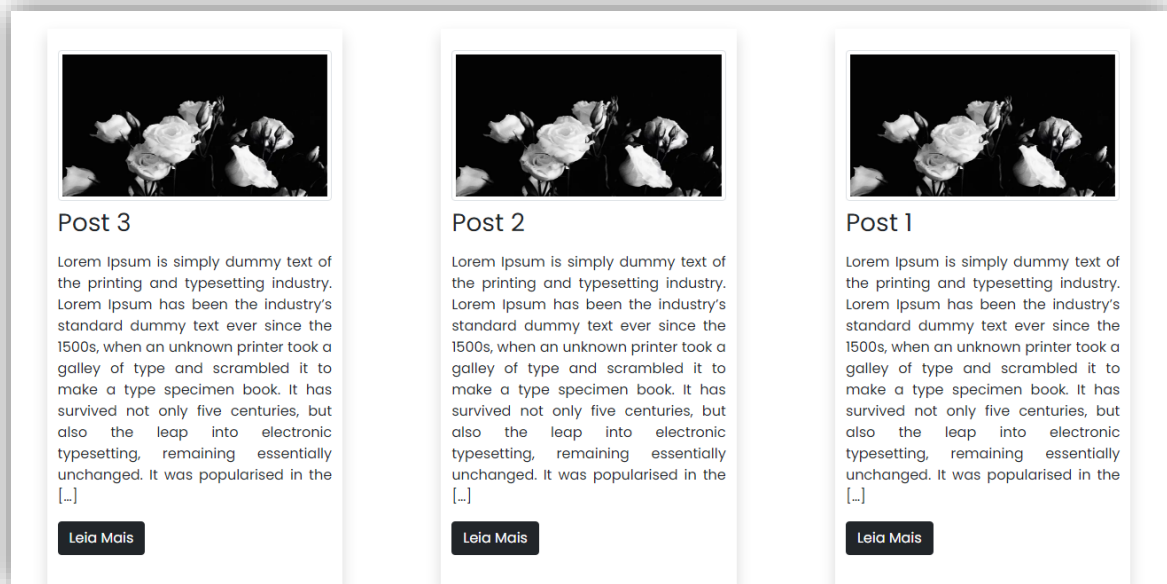 Post 3
Lorem Ipsum is simply dummy text of
the printing and typesetting industry.
Lorem Ipsum has been the industry’s
standard dummy text ever since the
1500s, when an unknown printer took a
galley of type and scrambled it to
make a type specimen book. It has
survived not only five centuries, but
also the leap into electronic
typesetting, remaining essentially
unchanged. It was popularised in the
[…]
Leia Mais
Post 2
Lorem Ipsum is simply dummy text of
the printing and typesetting industry.
Lorem Ipsum has been the industry’s
standard dummy text ever since the
1500s, when an unknown printer took a
galley of type and scrambled it to
make a type specimen book. It has
survived not only five centuries, but
also the leap into electronic
typesetting, remaining essentially
unchanged. It was popularised in the
[…]
Leia Mais
Post 1
Lorem Ipsum is simply dummy text of
the printing and typesetting industry.
Lorem Ipsum has been the industry’s
standard dummy text ever since the
1500s, when an unknown printer took a
galley of type and scrambled it to
make a type specimen book. It has
survived not only five centuries, but
also the leap into electronic
typesetting, remaining essentially
unchanged. It was popularised in the
[…]
Leia Mais